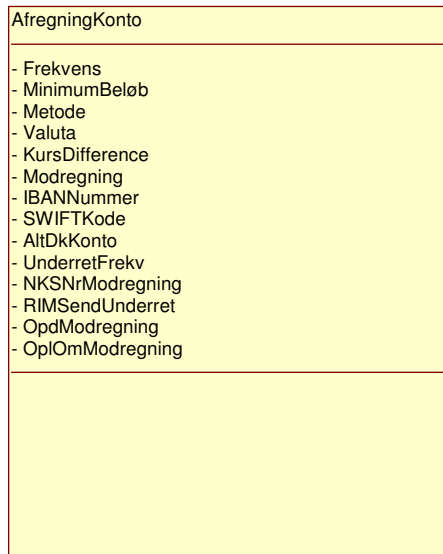 AfregningKonto
- Frekvens
- MinimumBeløb
- Metode
- Valuta
- KursDifference
- Modregning
- IBANNummer
- SWIFTKode
- AltDkKonto
- UnderretFrekv
- NKSNrModregning
- RIMSendUnderret
- OpdModregning
- OplOmModregning